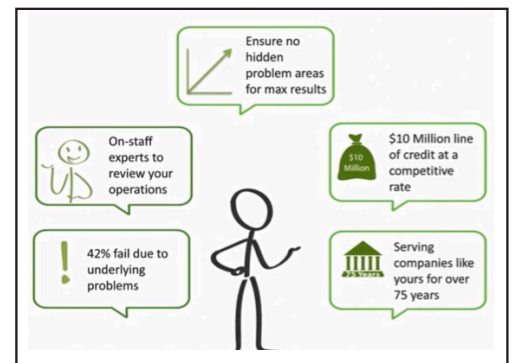 Ensure no
hidden
problem areas
for max results
On-staff
experts to
review your
operations
$10
Million
$10 Million line
of credit at a
competitive
rate
42% fail due to
underlying
problems
75 Years
Serving
companies like
yours for over
75 years